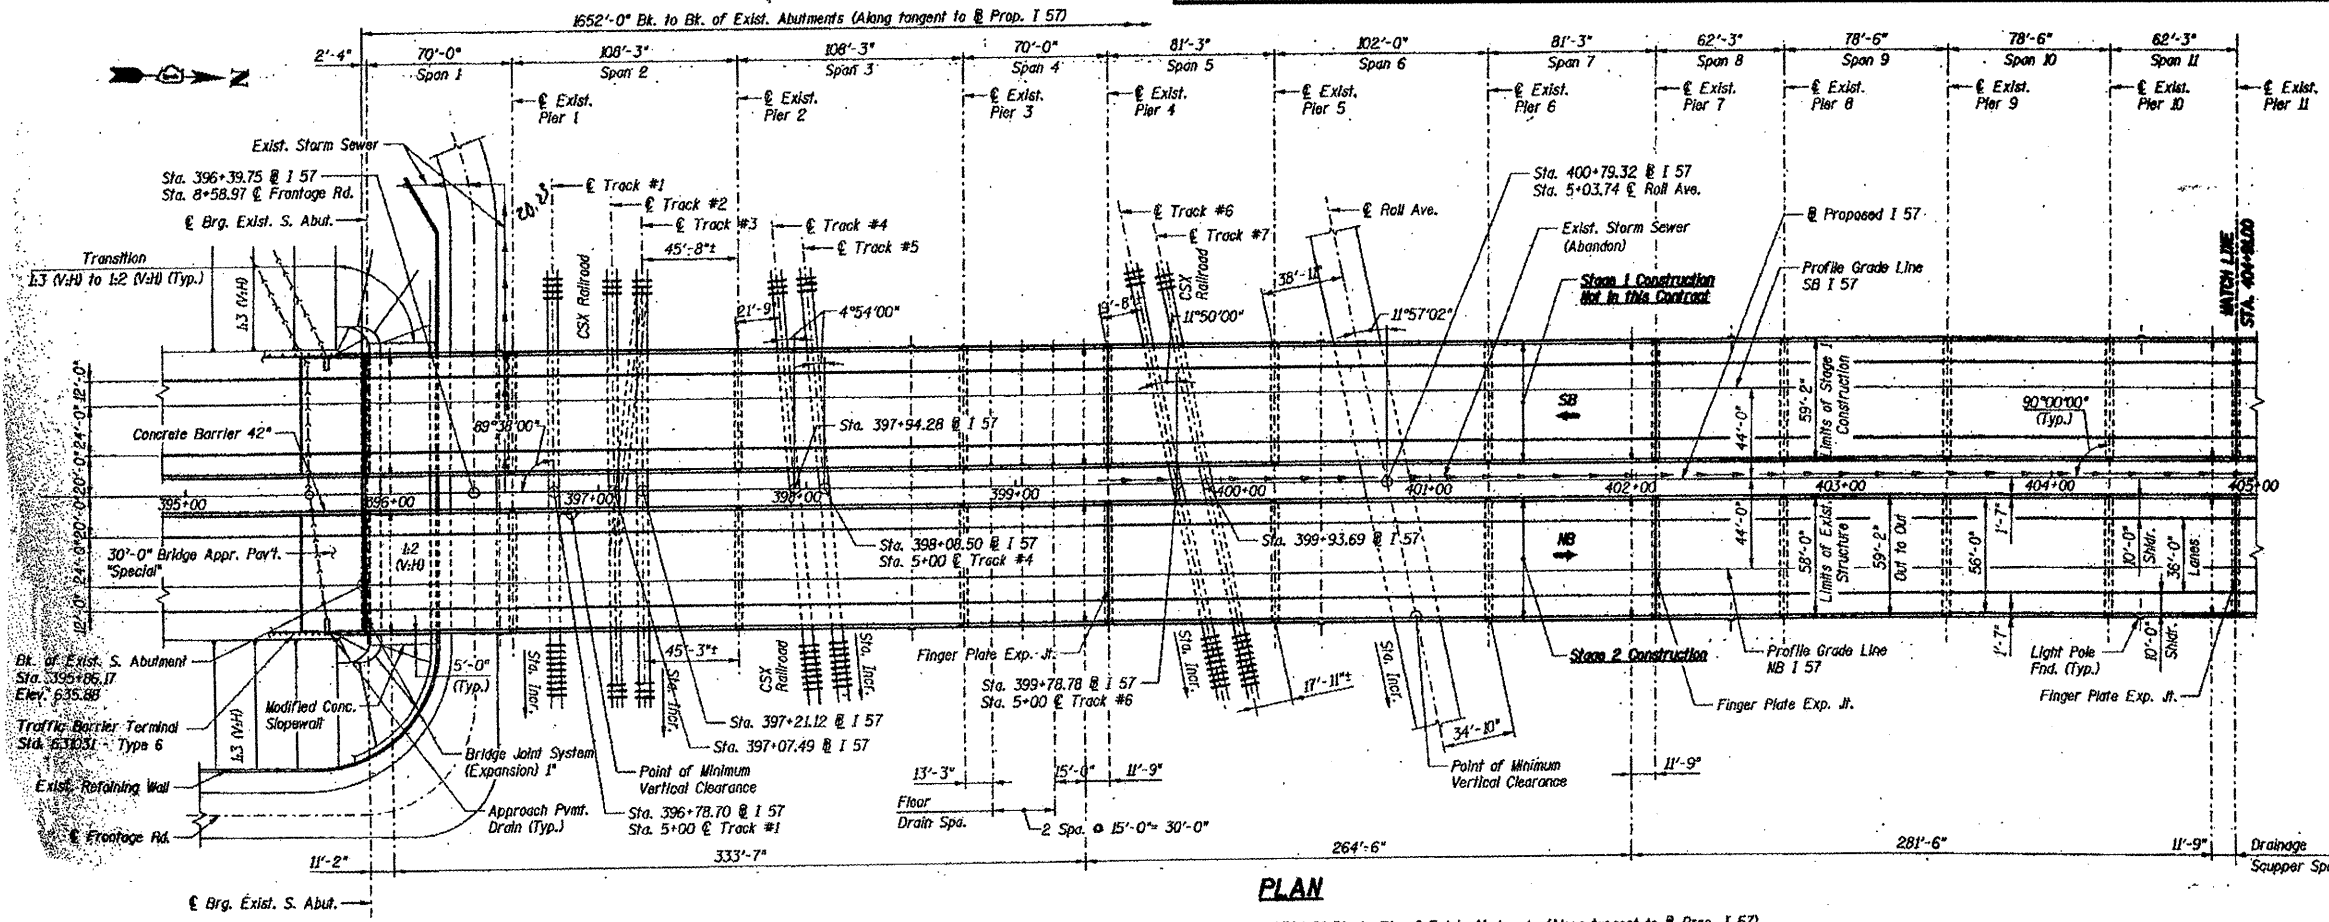 1652'-0" Bk. to Bk. of Exist. Abutments (Along tangent to ⅊ Prop. I 57)
2'-4" 70'-0" 108'-3" 108'-3" 70'-0" 81'-3" 102'-0" 81'-3" 62'-3" 78'-6" 78'-6" 62'-3"
Span 1 Span 2 Span 3 Span 4 Span 5 Span 6 Span 7 Span 8 Span 9 Span 10 Span 11
N
℄ Exist. Pier 1
℄ Exist. Pier 2
℄ Exist. Pier 3
℄ Exist. Pier 4
℄ Exist. Pier 5
℄ Exist. Pier 6
℄ Exist. Pier 7
℄ Exist. Pier 8
℄ Exist. Pier 9
℄ Exist. Pier 10
℄ Exist. Pier 11
Exist. Storm Sewer
Sta. 396+39.75 ⅊ I 57
Sta. 8+58.97 ℄ Frontage Rd.
℄ Brg. Exist. S. Abut.
Transition
1:3 (V:H) to 1:2 (V:H) (Typ.)
1:3 (V:H)
20.25
℄ Track #1
℄ Track #2
℄ Track #3
℄ Track #4
℄ Track #5
45'-8"±
CSX Railroad
21'-9"
4°54'00"
℄ Track #6
℄ Track #7
CSX Railroad
11°50'00"
℄ Roll Ave.
38'-11"
11°57'02"
Sta. 400+79.32 ⅊ I 57
Sta. 5+03.74 ℄ Roll Ave.
Exist. Storm Sewer
(Abandon)
Stage 1 Construction
Not in this Contract
⅊ Proposed I 57
Profile Grade Line
SB I 57
MATCH LINE
12'-0"
24'-0"
20'-0"
20'-0"
24'-0"
12'-0"
Concrete Barrier 42"
89°38'00"
Sta. 397+94.28 ⅊ I 57
SB
44'-0"
59'-2"
Limits of Stage 1
Construction
90°00'00"
(Typ.)
395+00 396+00 397+00 398+00 399+00 400+00 401+00 402+00 403+00 404+00 405+00
30'-0" Bridge Appr. Pav't.
"Special"
1:2
(V:H)
Sta. 398+08.50 ⅊ I 57
Sta. 5+00 ℄ Track #4
Sta. 399+93.69 ⅊ I 57
NB
44'-0"
58'-0"
Limits of Exist.
Structure
59'-2"
Out to Out
56'-0"
1'-7"
1'-7"
10'-0"
Shldr.
36'-0"
Lanes
10'-0"
Shldr.
Bk. of Exist. S. Abutment
Sta. 395+86.17
Elev. 635.88
5'-0"
(Typ.)
Modified Conc.
Slopewall
Traffic Barrier Terminal
Std. 631031 - Type 6
1:3 (V:H)
Exist. Retaining Wall
℄ Frontage Rd.
Bridge Joint System
(Expansion) 1"
Approach Pvmt.
Drain (Typ.)
Sta. Incr.
45'-3"±
Sta. Incr.
CSX
Railroad
Sta. Incr.
Sta. 397+21.12 ⅊ I 57
Sta. 397+07.49 ⅊ I 57
Point of Minimum
Vertical Clearance
Sta. 396+78.70 ⅊ I 57
Sta. 5+00 ℄ Track #1
Finger Plate Exp. Jt.
Sta. 399+78.78 ⅊ I 57
Sta. 5+00 ℄ Track #6
Sta. Incr.
17'-11"±
Sta. Incr.
34'-10"
Point of Minimum
Vertical Clearance
Stage 2 Construction
Profile Grade Line
NB I 57
Finger Plate Exp. Jt.
Light Pole
Fnd. (Typ.)
Finger Plate Exp. Jt.
13'-3" 15'-0" 11'-9" 11'-9"
Floor
Drain Spa.
2 Spa. @ 15'-0"= 30'-0"
11'-2" 333'-7" 264'-6" 281'-6" 11'-9" Drainage
Scupper
℄ Brg. Exist. S. Abut.
PLAN